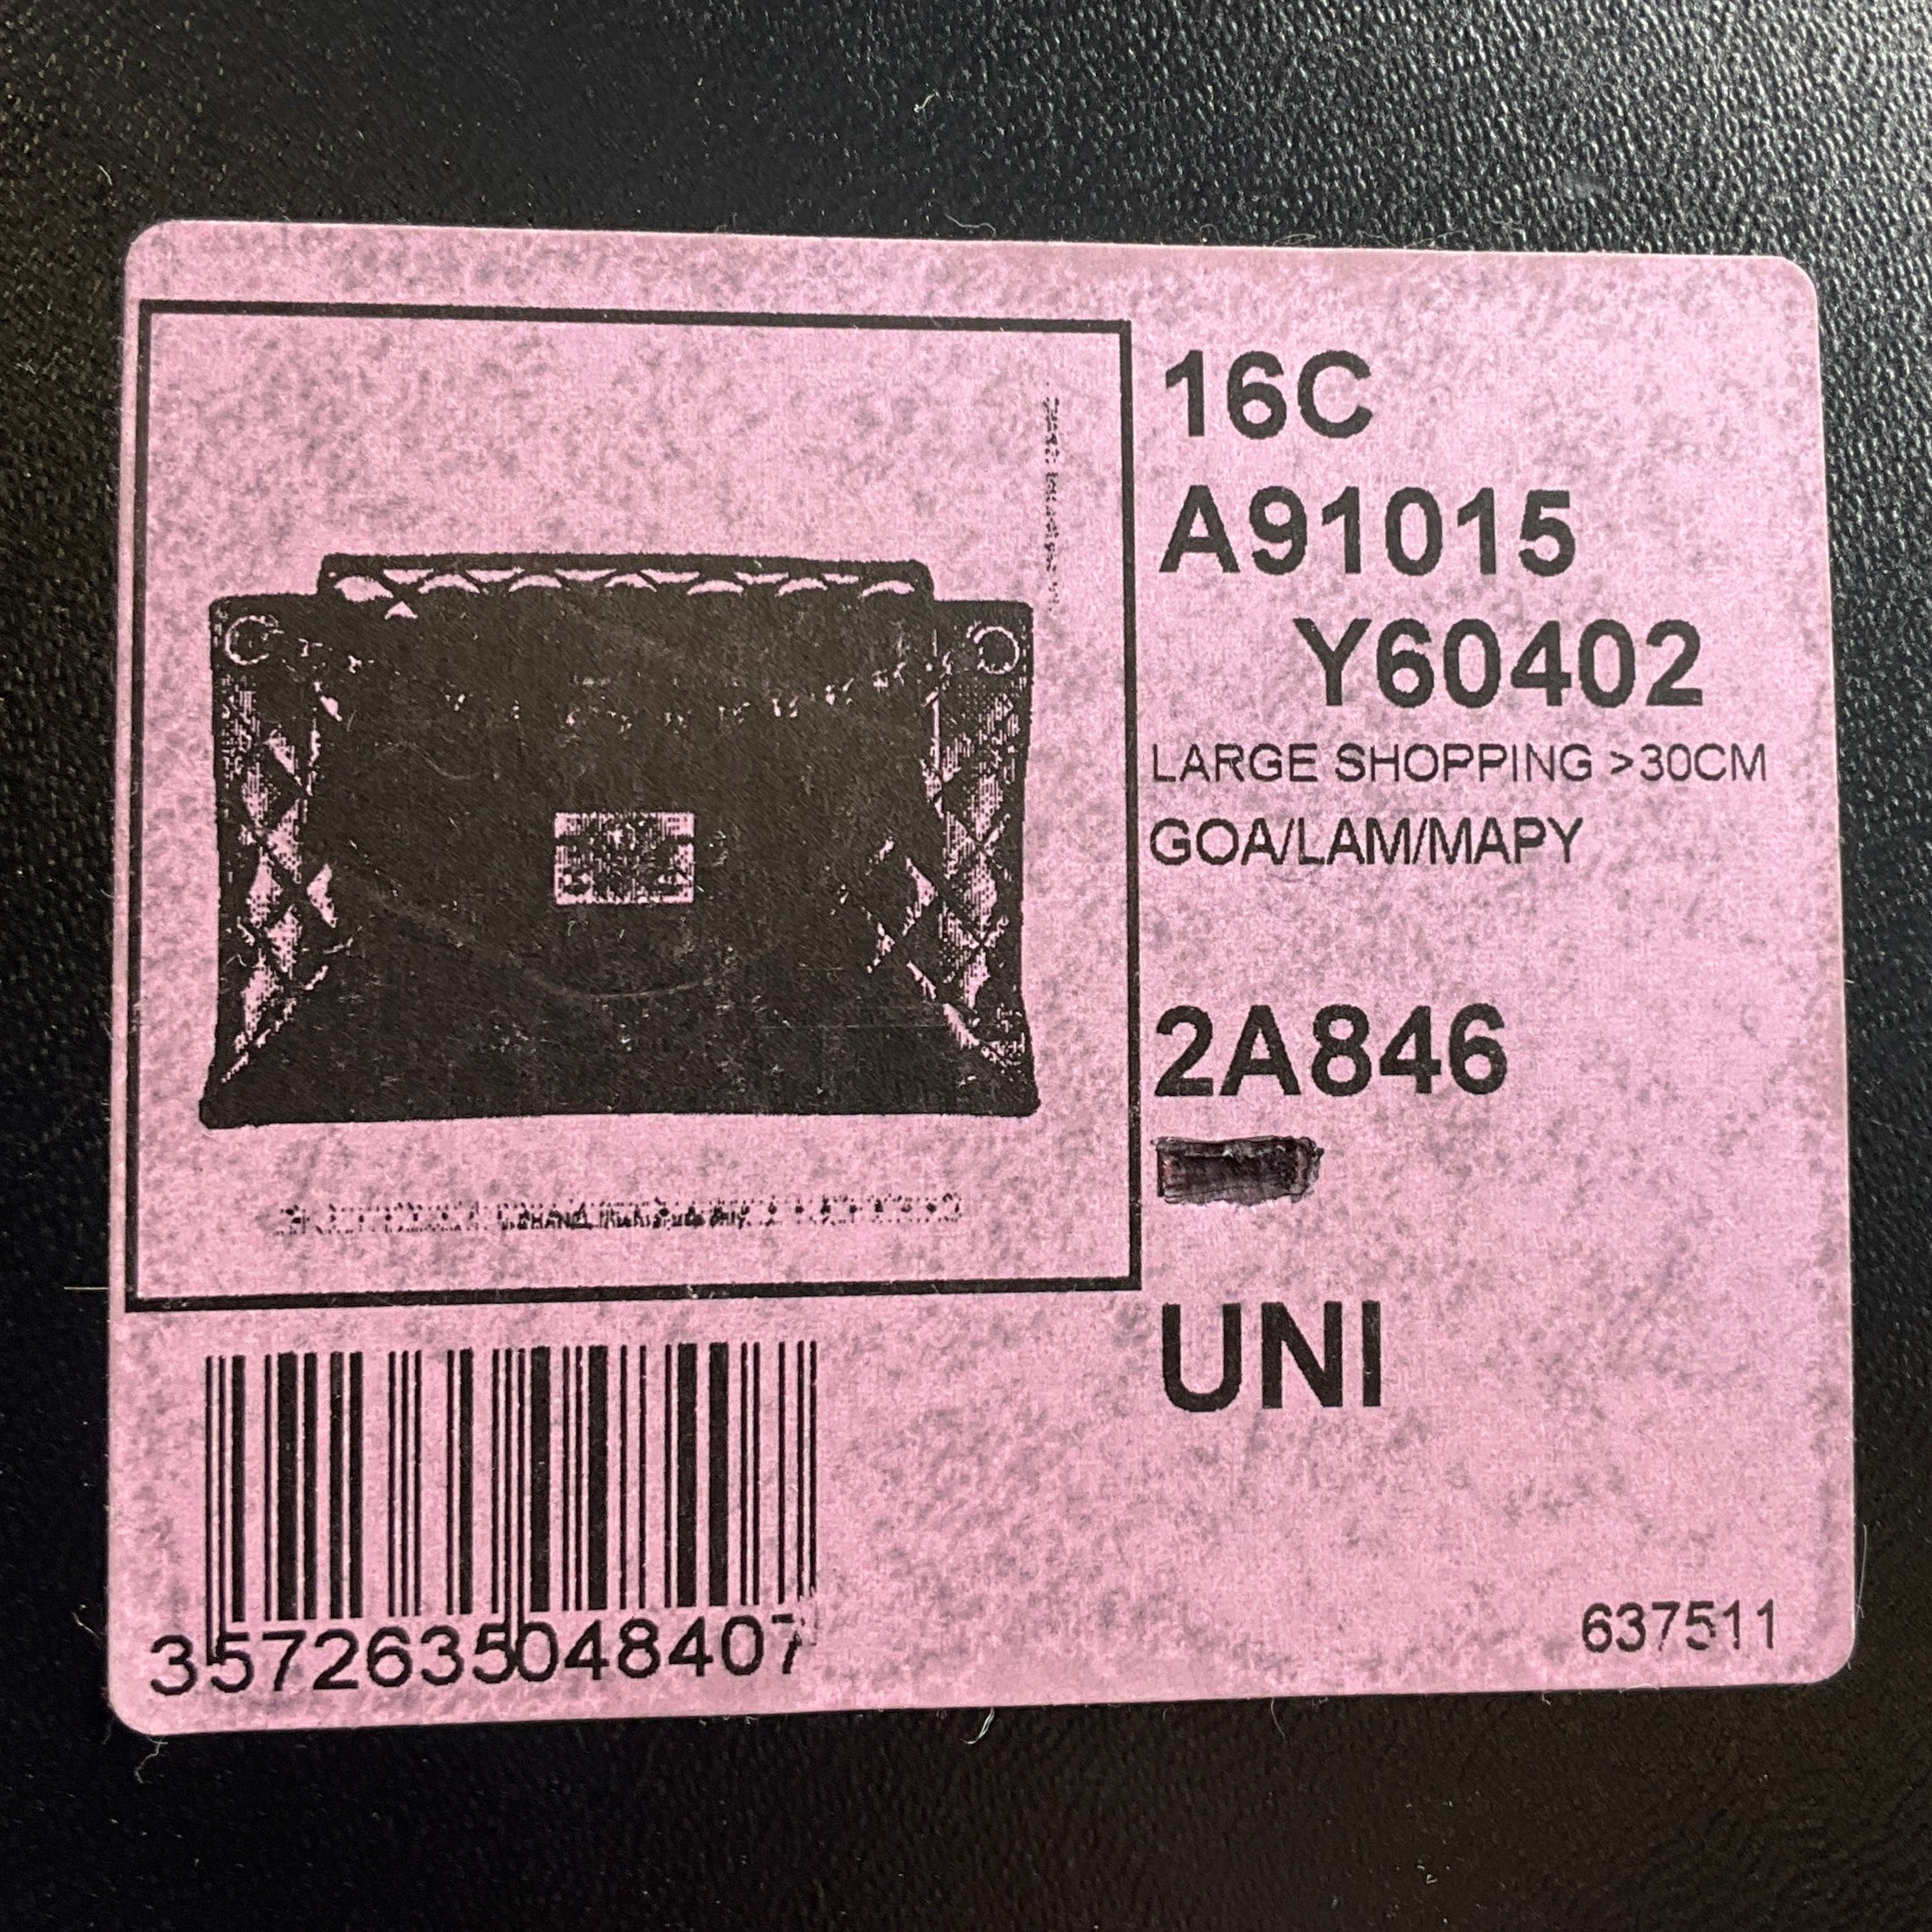 16C
A91015
Y60402
LARGE SHOPPING >30CM
GOA/LAM/MAPY
2A846
UNI
3572635048407
637511